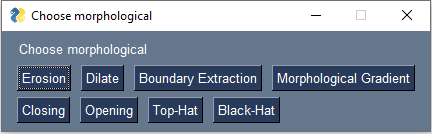 Choose morphological
Choose morphological
Erosion Dilate Boundary Extraction Morphological Gradient
Closing Opening Top-Hat Black-Hat